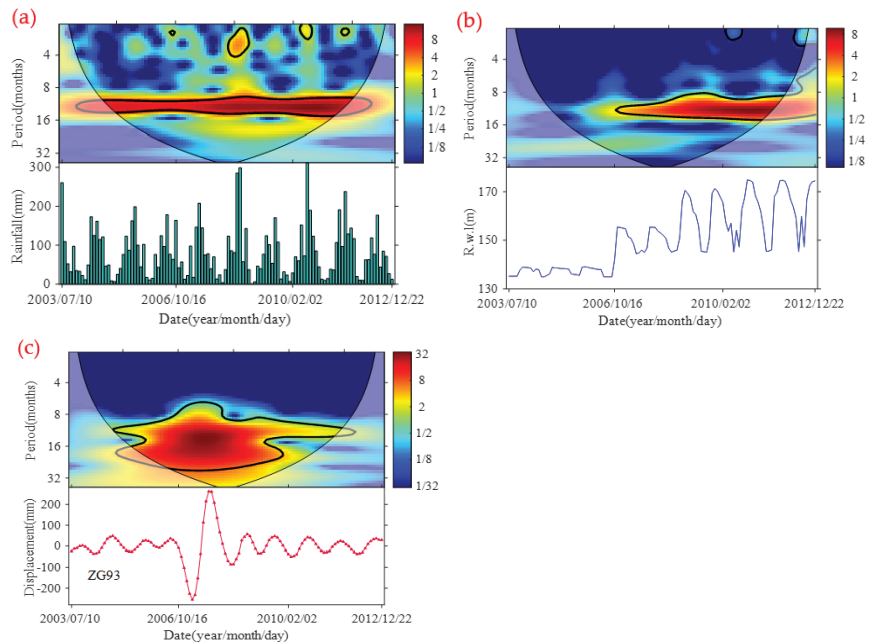 (a)
Period(months)
4
8
16
32
8
4
2
1
1/2
1/4
1/8
Rainfall(mm)
300
200
100
0
2003/07/10 2006/10/16 2010/02/02 2012/12/22
Date(year/month/day)
(b)
Period(months)
4
8
16
32
8
4
2
1
1/2
1/4
1/8
R.w.l(m)
170
150
130
2003/07/10 2006/10/16 2010/02/02 2012/12/22
Date(year/month/day)
(c)
Period(months)
4
8
16
32
32
8
2
1/2
1/8
1/32
Displacement(mm)
200
100
0
-100
-200
ZG93
2003/07/10 2006/10/16 2010/02/02 2012/12/22
Date(year/month/day)